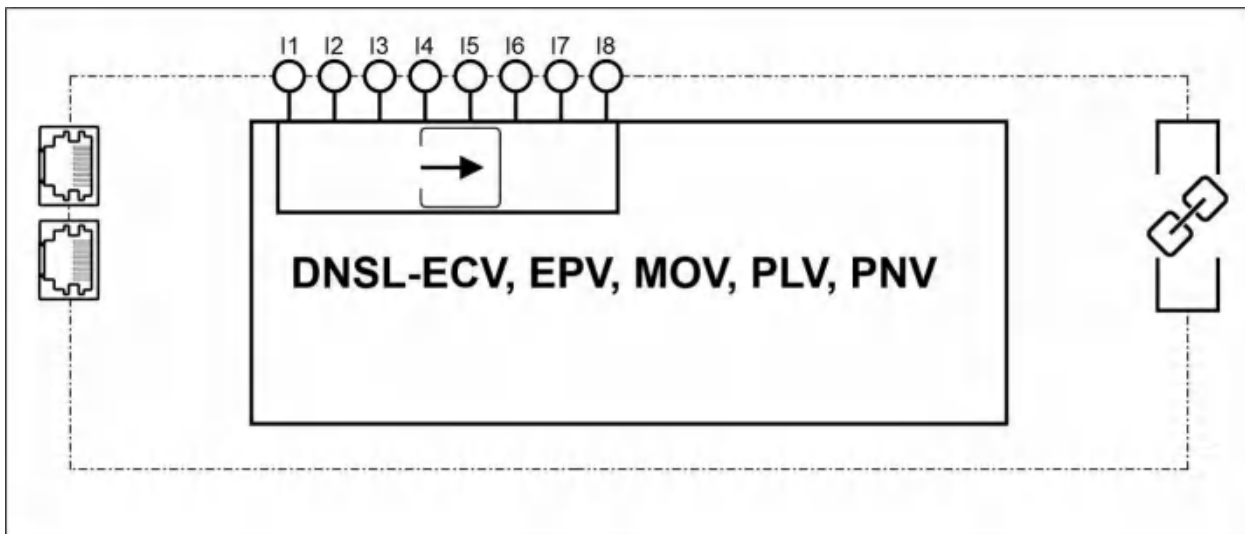 I1 I2 I3 I4 I5 I6 I7 I8
DNSL-ECV, EPV, MOV, PLV, PNV